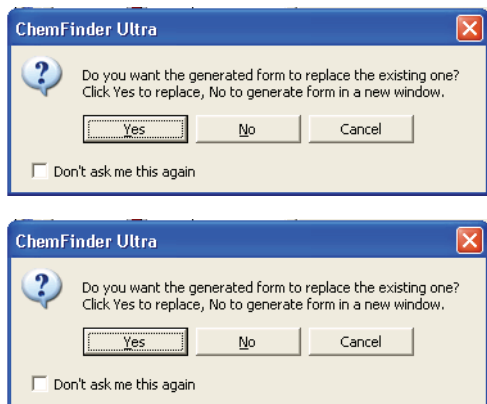 ChemFinder Ultra
Do you want the generated form to replace the existing one?
Click Yes to replace, No to generate form in a new window.
Yes No Cancel
Don't ask me this again
ChemFinder Ultra
Do you want the generated form to replace the existing one?
Click Yes to replace, No to generate form in a new window.
Yes No Cancel
Don't ask me this again